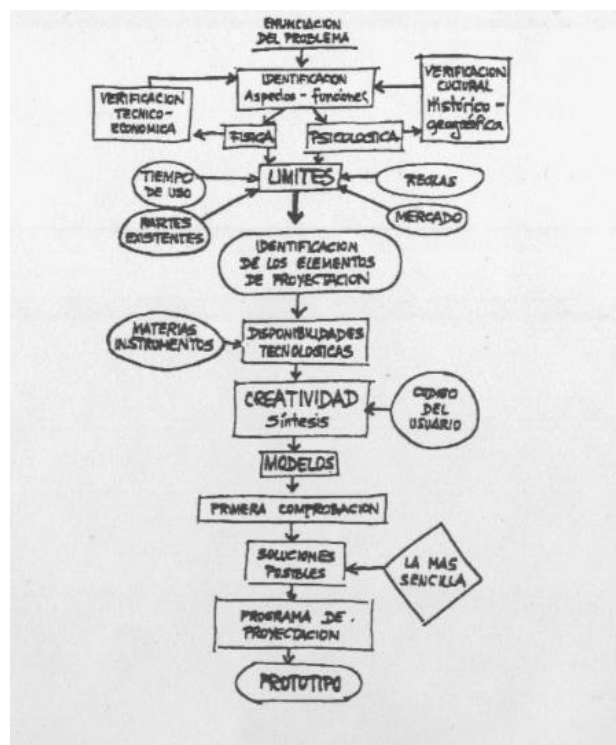 ENUNCIACION
DEL PROBLEMA
IDENTIFICACION
Aspectos - funciones
VERIFICACION
TECNICO -
ECONOMICA
VERIFICACION
CULTURAL
Histórico -
geográfica
FISICA
PSICOLOGICA
LIMITES
TIEMPO
DE USO
REGLAS
PARTES
EXISTENTES
MERCADO
IDENTIFICACION
DE LOS ELEMENTOS
DE PROYECTACION
MATERIAS
INSTRUMENTOS
DISPONIBILIDADES
TECNOLOGICAS
CREATIVIDAD
Síntesis
CODIGO
DEL
USUARIO
MODELOS
PRIMERA COMPROBACION
SOLUCIONES
POSIBLES
LA MAS
SENCILLA
PROGRAMA DE
PROYECTACION
PROTOTIPO